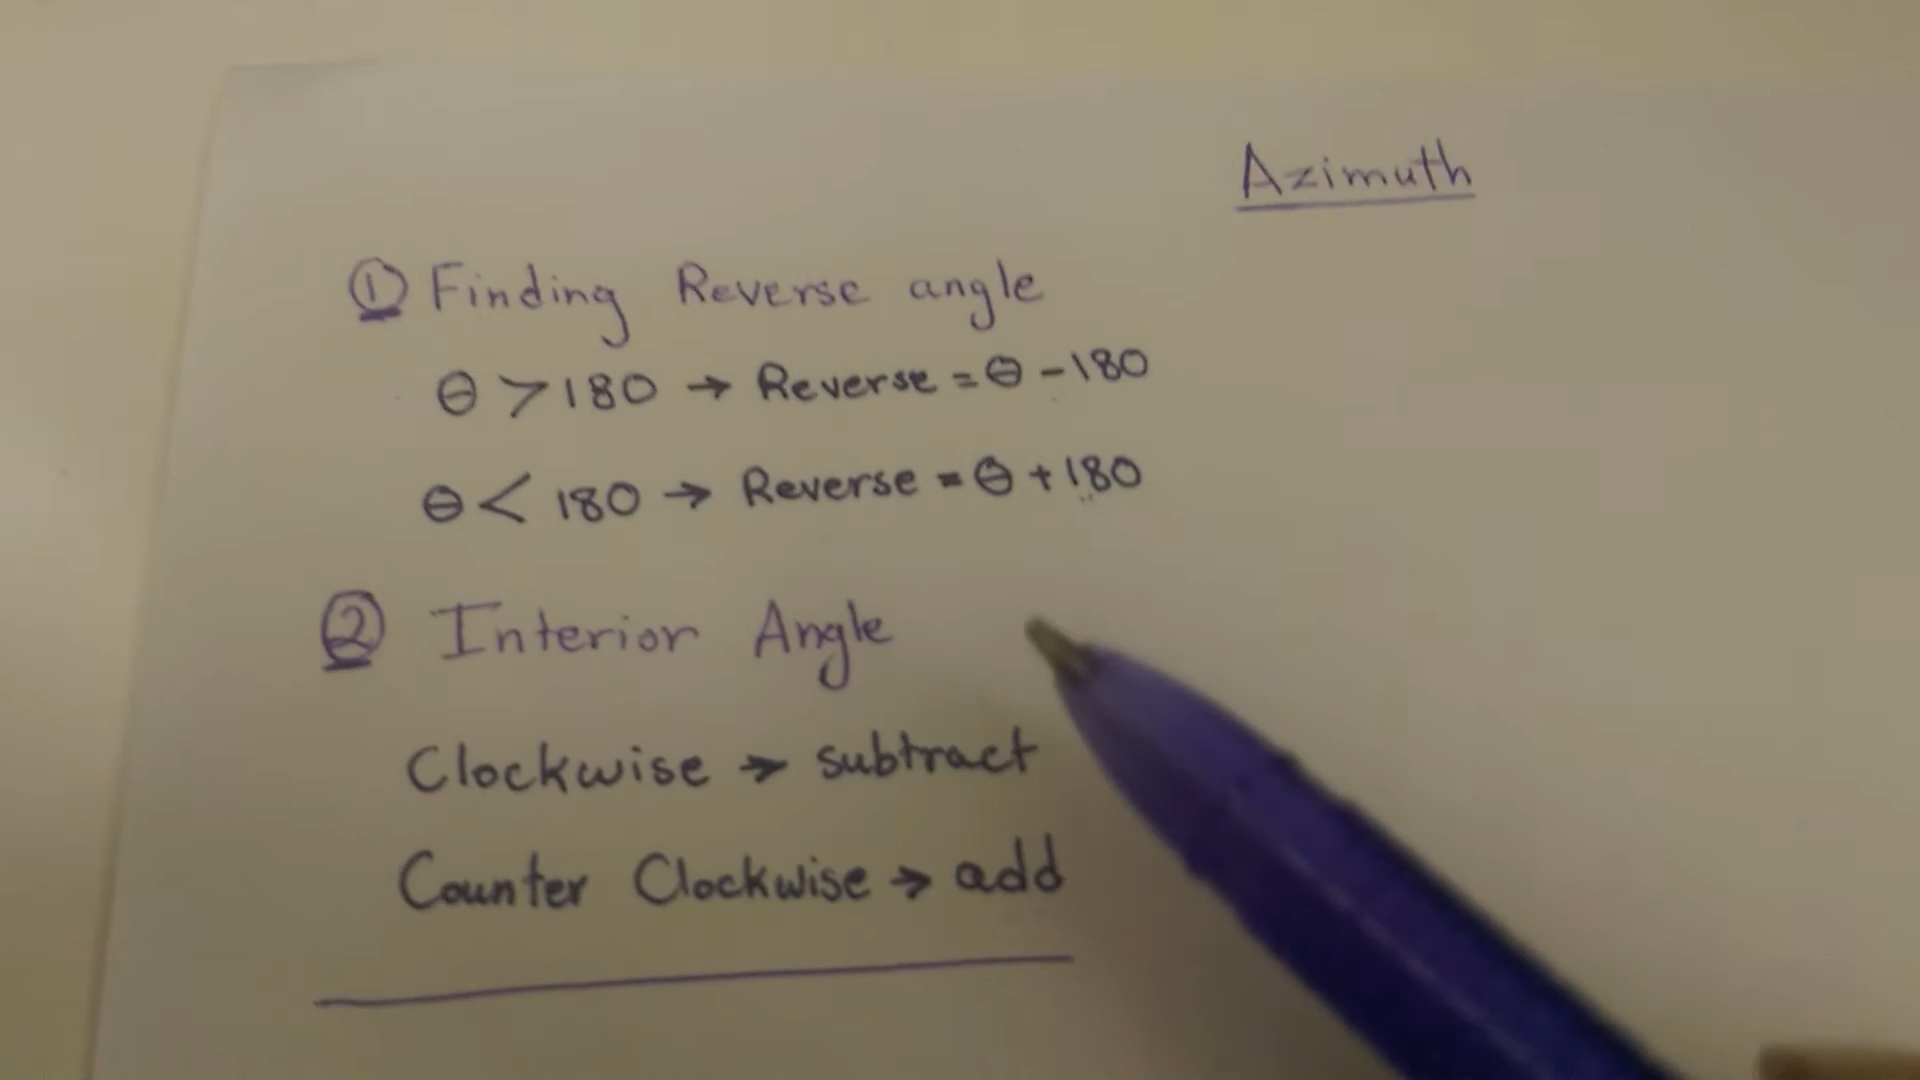 Azimuth
① Finding Reverse angle
θ > 180 → Reverse = θ - 180
θ < 180 → Reverse = θ + 180
② Interior Angle
Clockwise → subtract
Counter Clockwise → add